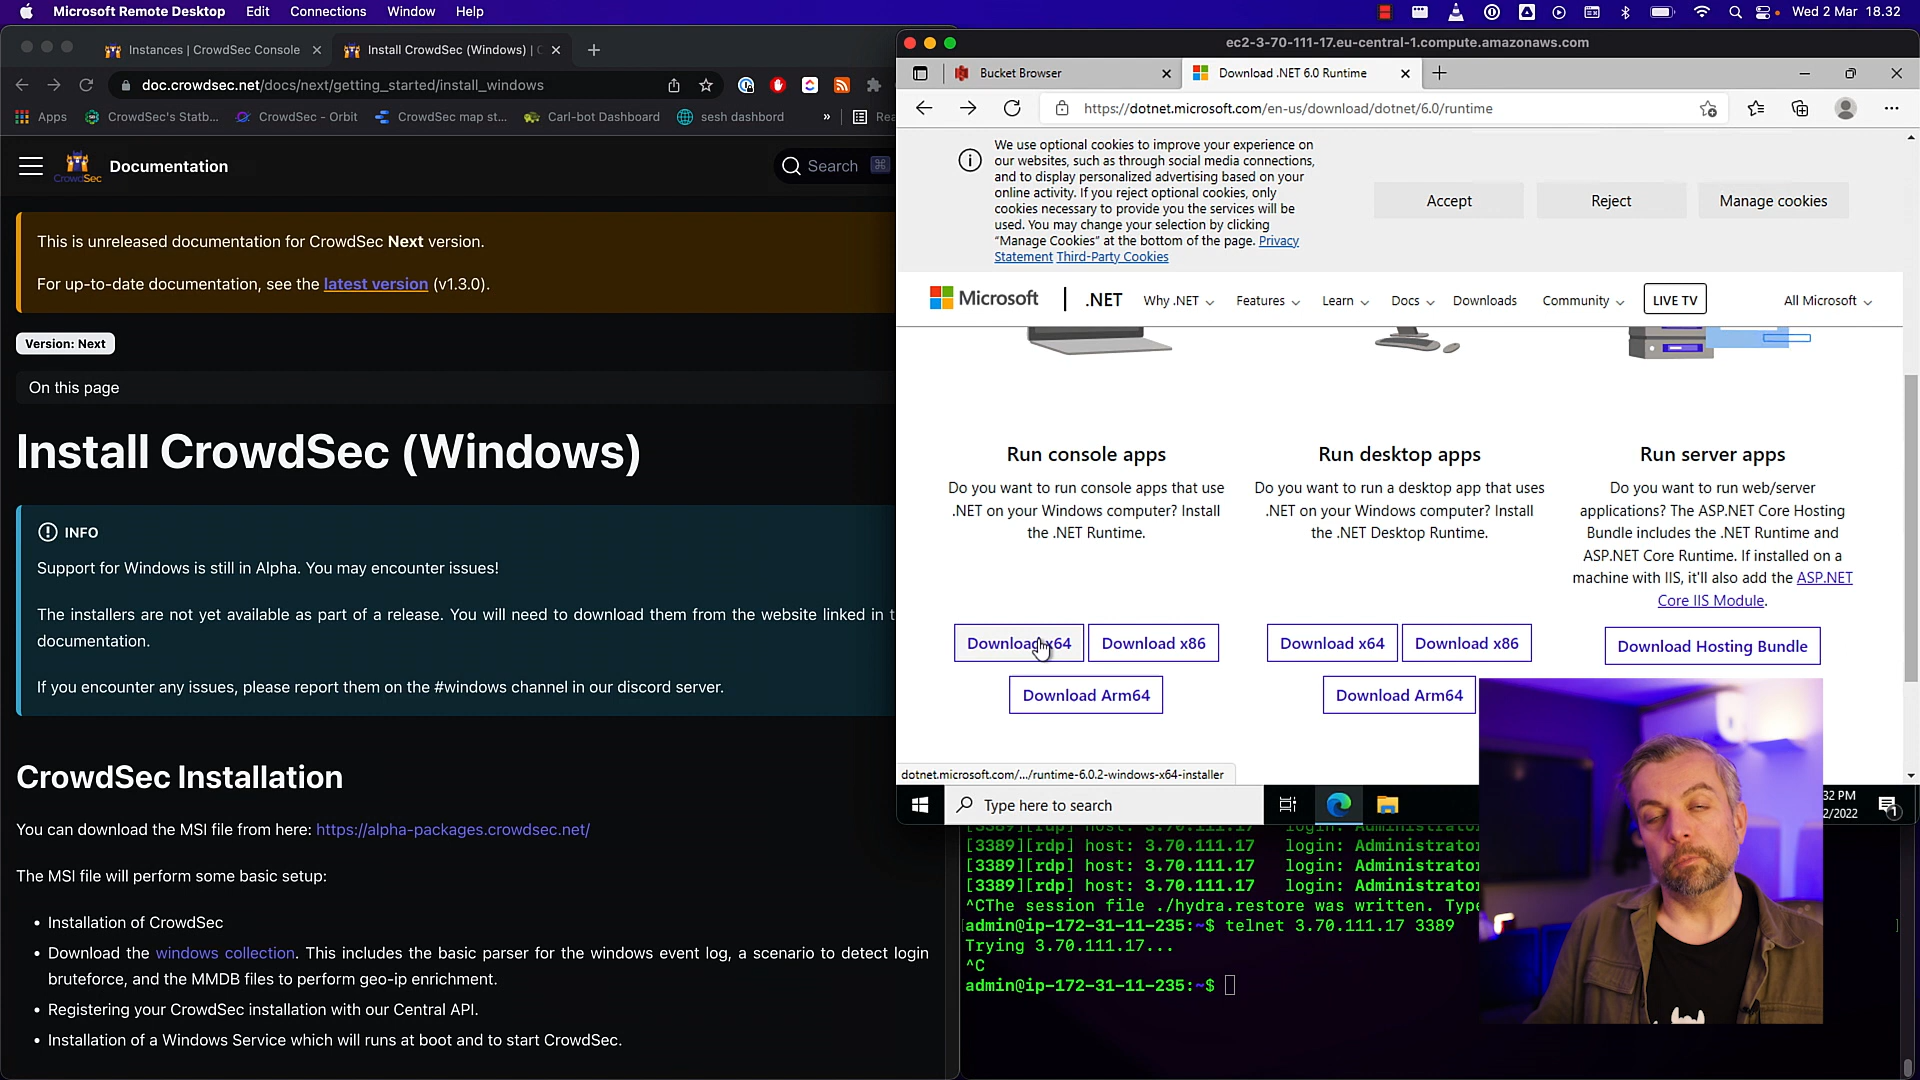 Microsoft Remote Desktop Edit Connections Window Help
Wed 2 Mar 18.32
Instances | CrowdSec Console
Install CrowdSec (Windows) |
doc.crowdsec.net/docs/next/getting_started/install_windows
Apps
CrowdSec's Statb...
CrowdSec - Orbit
CrowdSec map st...
Carl-bot Dashboard
sesh dashbord
»
CrowdSec
Documentation
Search
This is unreleased documentation for CrowdSec Next version.
For up-to-date documentation, see the latest version (v1.3.0).
Version: Next
On this page
Install CrowdSec (Windows)
INFO
Support for Windows is still in Alpha. You may encounter issues!
The installers are not yet available as part of a release. You will need to download them from the website linked in t
documentation.
If you encounter any issues, please report them on the #windows channel in our discord server.
CrowdSec Installation
You can download the MSI file from here: https://alpha-packages.crowdsec.net/
The MSI file will perform some basic setup:
• Installation of CrowdSec
• Download the windows collection. This includes the basic parser for the windows event log, a scenario to detect login
bruteforce, and the MMDB files to perform geo-ip enrichment.
• Registering your CrowdSec installation with our Central API.
• Installation of a Windows Service which will runs at boot and to start CrowdSec.
ec2-3-70-111-17.eu-central-1.compute.amazonaws.com
Bucket Browser
Download .NET 6.0 Runtime
https://dotnet.microsoft.com/en-us/download/dotnet/6.0/runtime
We use optional cookies to improve your experience on
our websites, such as through social media connections,
and to display personalized advertising based on your
online activity. If you reject optional cookies, only
cookies necessary to provide you the services will be
used. You may change your selection by clicking
“Manage Cookies” at the bottom of the page. Privacy
Statement Third-Party Cookies
Accept
Reject
Manage cookies
Microsoft
.NET
Why .NET
Features
Learn
Docs
Downloads
Community
LIVE TV
All Microsoft
Run console apps
Do you want to run console apps that use
.NET on your Windows computer? Install
the .NET Runtime.
Download x64
Download x86
Download Arm64
Run desktop apps
Do you want to run a desktop app that uses
.NET on your Windows computer? Install
the .NET Desktop Runtime.
Download x64
Download x86
Download Arm64
Run server apps
Do you want to run web/server
applications? The ASP.NET Core Hosting
Bundle includes the .NET Runtime and
ASP.NET Core Runtime. If installed on a
machine with IIS, it'll also add the ASP.NET
Core IIS Module.
Download Hosting Bundle
dotnet.microsoft.com/.../runtime-6.0.2-windows-x64-installer
Type here to search
32 PM
2/2022
1
[3389][rdp] host: 3.70.111.17 login: Administrato
[3389][rdp] host: 3.70.111.17 login: Administrato
[3389][rdp] host: 3.70.111.17 login: Administrato
[3389][rdp] host: 3.70.111.17 login: Administrato
^CThe session file ./hydra.restore was written. Type
admin@ip-172-31-11-235:~$ telnet 3.70.111.17 3389
Trying 3.70.111.17...
^C
admin@ip-172-31-11-235:~$